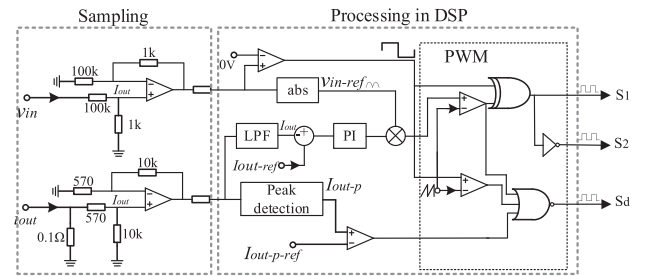 Sampling
Processing in DSP
1k
100k
Iout
100k
vin
1k
0V
abs
vin-ref
PWM
S1
LPF
Iout
PI
S2
Iout-ref
10k
570
Iout
570
iout
0.1Ω
10k
Peak
detection
Iout-p
Sd
Iout-p-ref